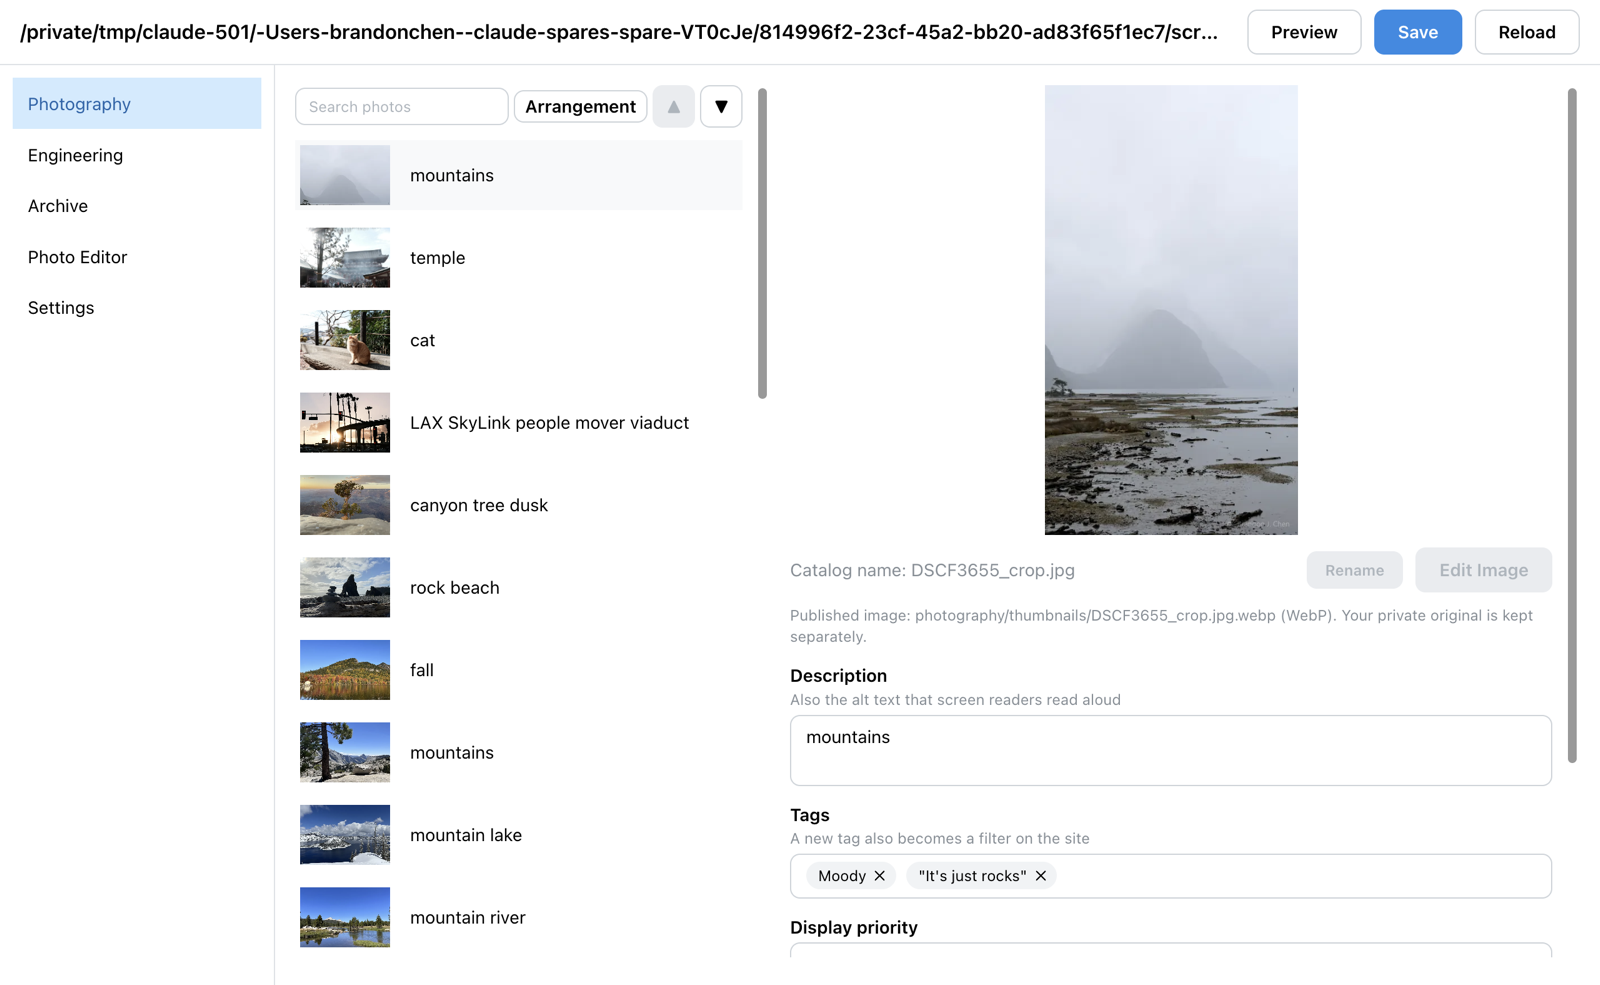 /private/tmp/claude-501/-Users-brandonchen--claude-spares-spare-VT0cJe/814996f2-23cf-45a2-bb20-ad83f65f1ec7/scr...
Preview
Save
Reload
Photography
Engineering
Archive
Photo Editor
Settings
Search photos
Arrangement
▲
▼
mountains
temple
cat
LAX SkyLink people mover viaduct
canyon tree dusk
rock beach
fall
mountains
mountain lake
mountain river
Chen
Catalog name: DSCF3655_crop.jpg
Rename
Edit Image
Published image: photography/thumbnails/DSCF3655_crop.jpg.webp (WebP). Your private original is kept
separately.
Description
Also the alt text that screen readers read aloud
mountains
Tags
A new tag also becomes a filter on the site
Moody ✕ "It's just rocks" ✕
Display priority